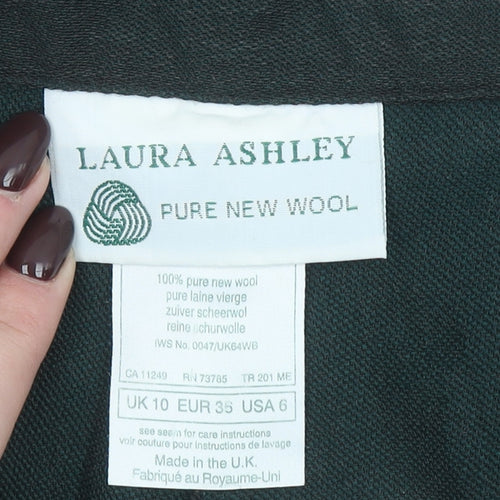 LAURA ASHLEY
PURE NEW WOOL
100% pure new wool
pure laine vierge
zuiver scheerwol
reine schurwolle
IWS No. 0047/UK64WB
CA 11249 RN 73785 TR 201 ME
UK 10 EUR 36 USA 6
see seam for care instructions
voir couture pour instructions de lavage
Made in the U.K.
Fabriqué au Royaume-Uni